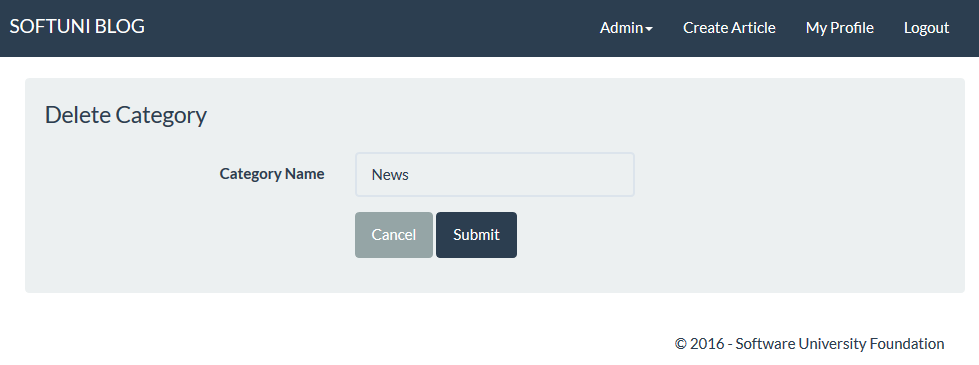 SOFTUNI BLOG Admin Create Article My Profile Logout
Delete Category
Category Name News
Cancel Submit
© 2016 - Software University Foundation